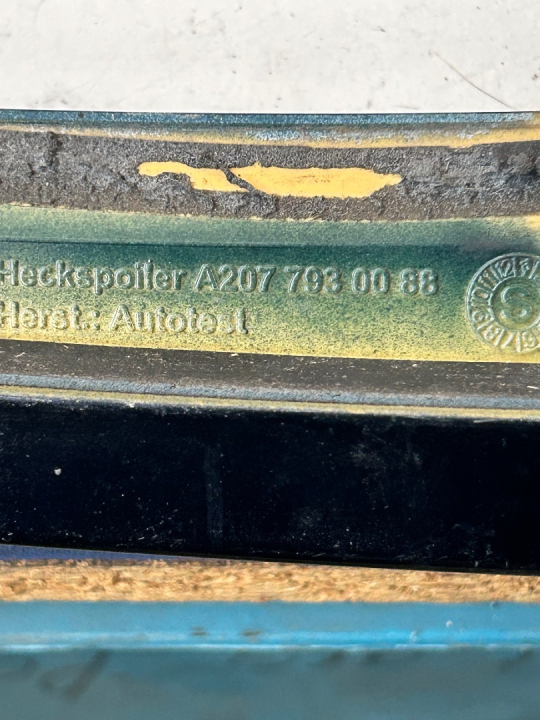 Heckspoiler A207 793 00 88
Herst.: Autotest